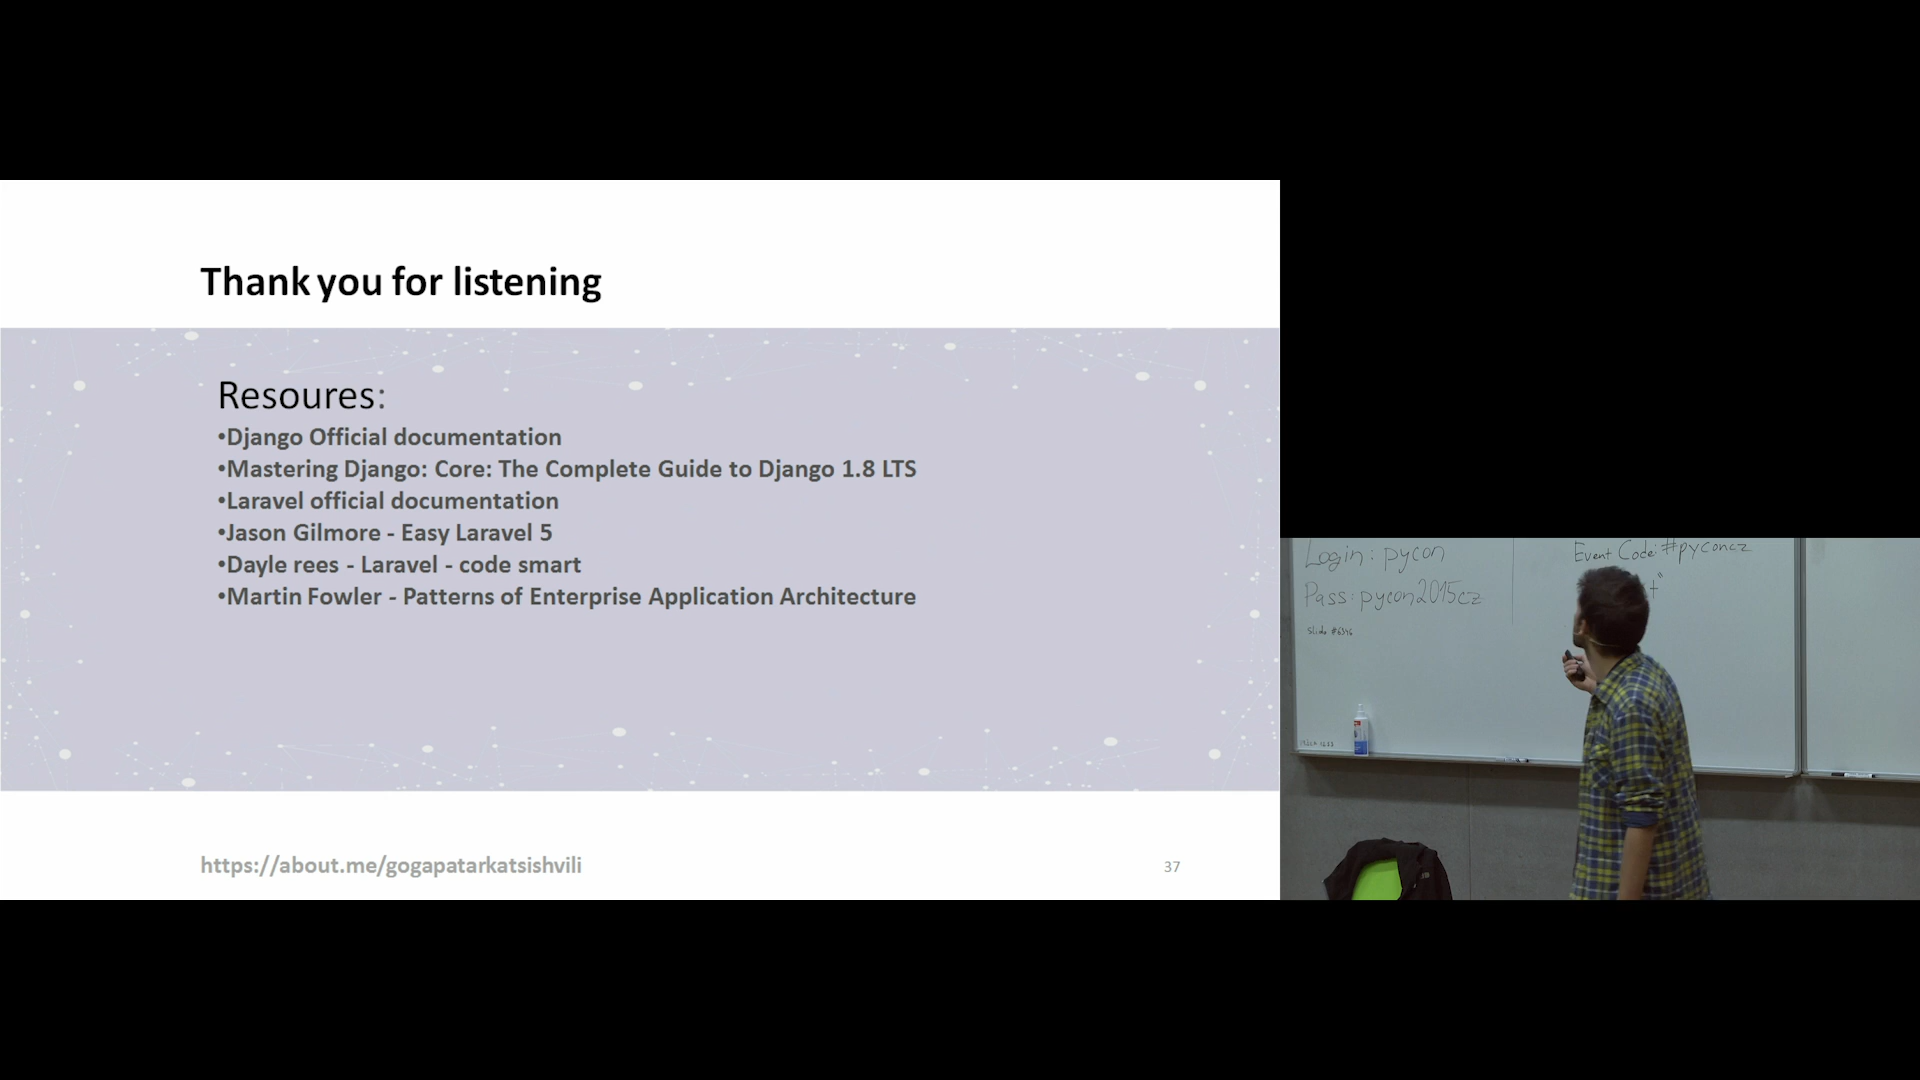 Thank you for listening
Resoures:
•Django Official documentation
•Mastering Django: Core: The Complete Guide to Django 1.8 LTS
•Laravel official documentation
•Jason Gilmore - Easy Laravel 5
•Dayle rees - Laravel - code smart
•Martin Fowler - Patterns of Enterprise Application Architecture
https://about.me/gogapatarkatsishvili
37
Login: pycon
Pass: pycon2015cz
Event Code: #pyconcz